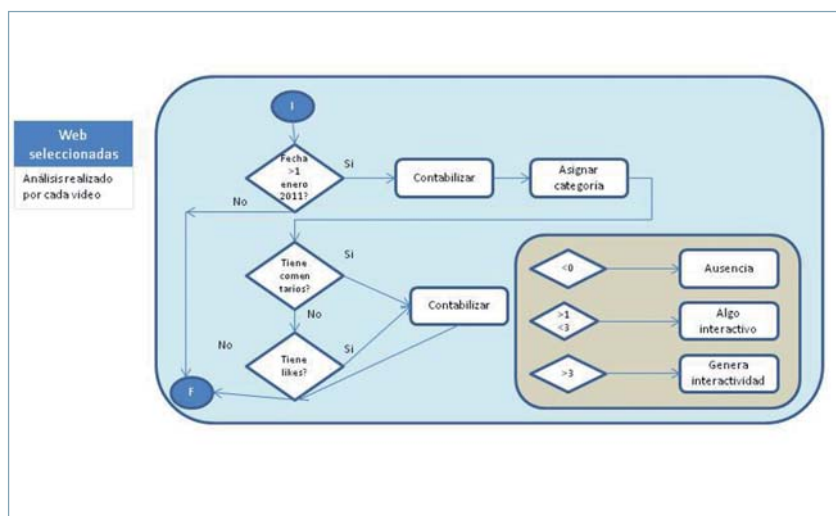 Web
seleccionadas
Análisis realizado
por cada video
I
Fecha
>1
enero
2011?
Si
No
Contabilizar
Asignar
categoría
Tiene
comen
tarios?
Si
No
Contabilizar
Tiene
likes?
Si
No
F
<0
Ausencia
>1
<3
Algo
interactivo
>3
Genera
interactividad